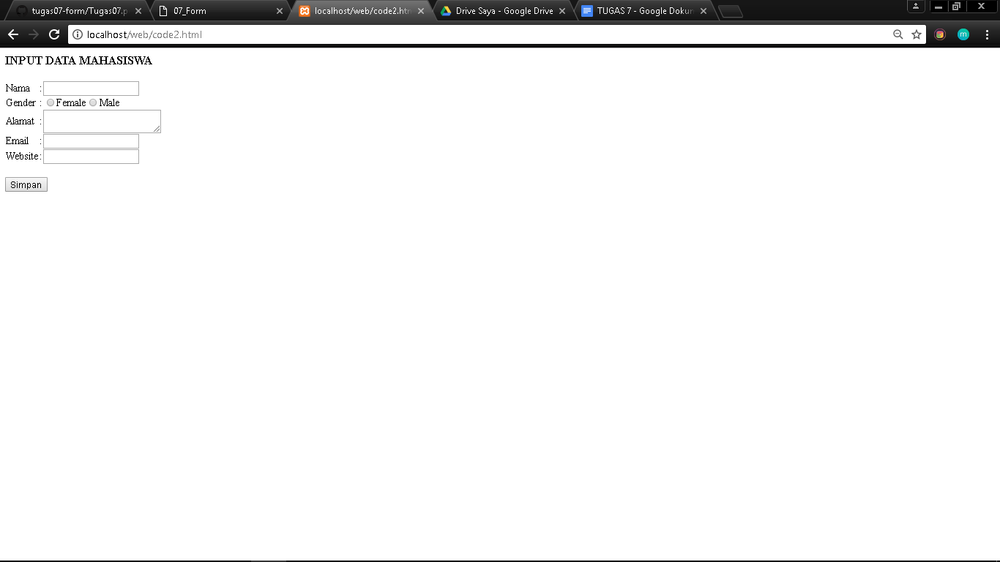 tugas07-form/Tugas07.p 07_Form localhost/web/code2.htm Drive Saya - Google Drive TUGAS 7 - Google Dokum
localhost/web/code2.html
INPUT DATA MAHASISWA
Nama :
Gender : Female Male
Alamat :
Email :
Website :
Simpan